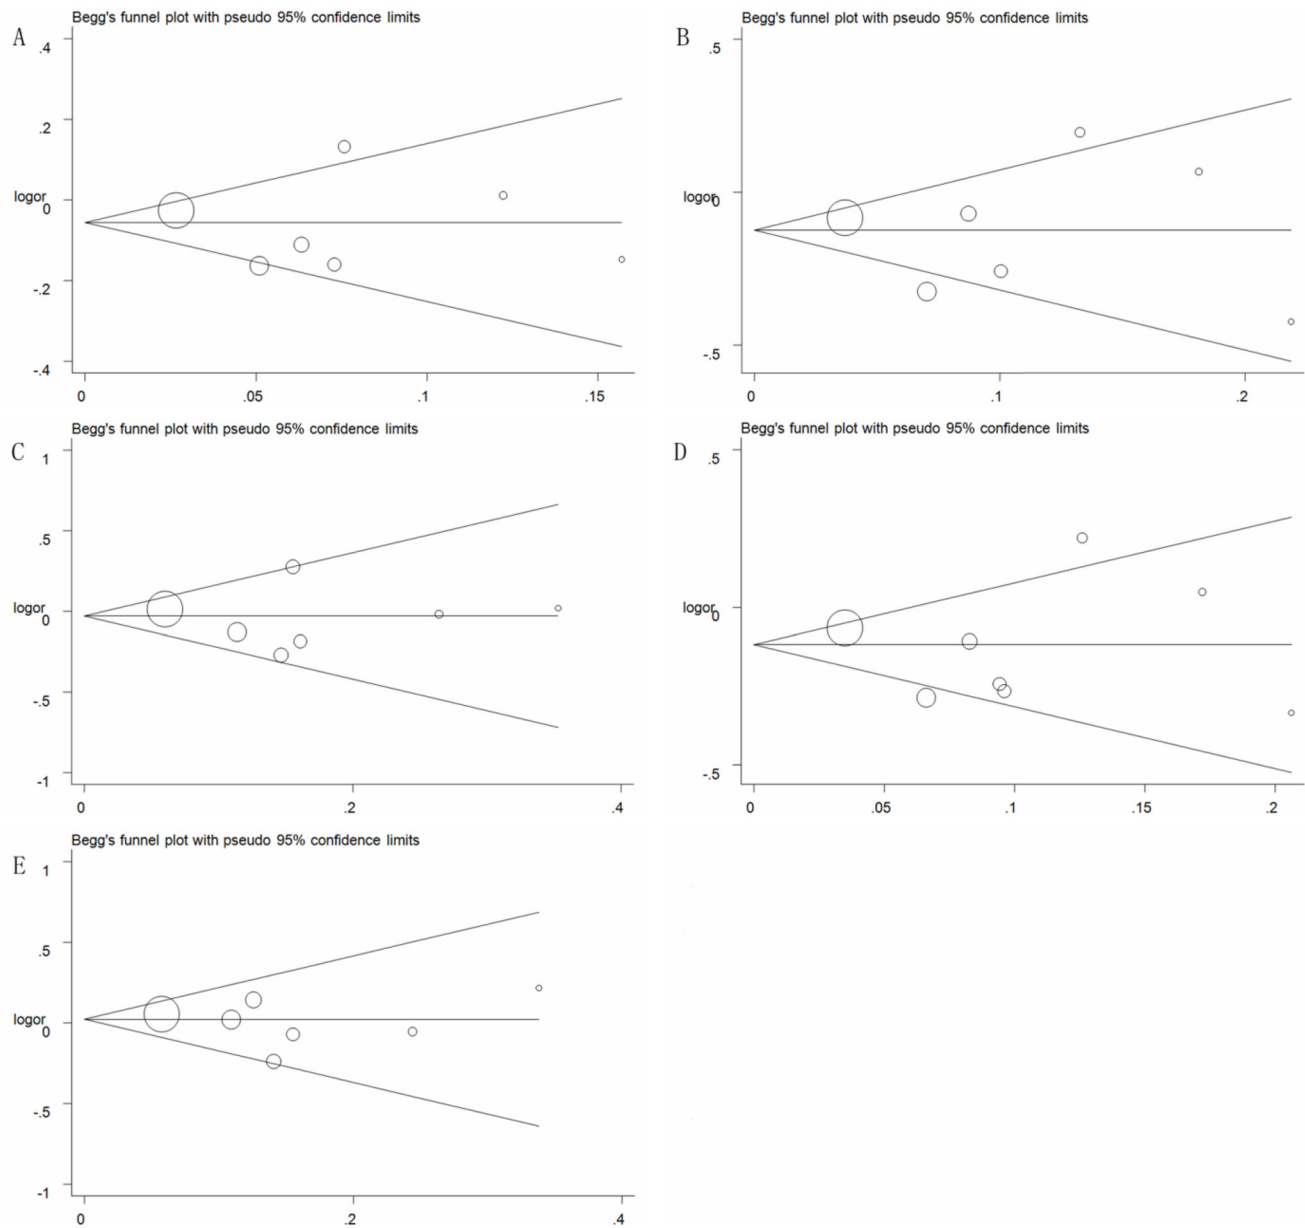 Begg's funnel plot with pseudo 95% confidence limits
A
.4
.2
logor
0
-.2
-.4
0 .05 .1 .15
Begg's funnel plot with pseudo 95% confidence limits
B
.5
logor
0
-.5
0 .1 .2
Begg's funnel plot with pseudo 95% confidence limits
C
1
.5
logor
0
-.5
-1
0 .2 .4
Begg's funnel plot with pseudo 95% confidence limits
D
.5
logor
0
-.5
0 .05 .1 .15 .2
Begg's funnel plot with pseudo 95% confidence limits
E
1
.5
logor
0
-.5
-1
0 .2 .4